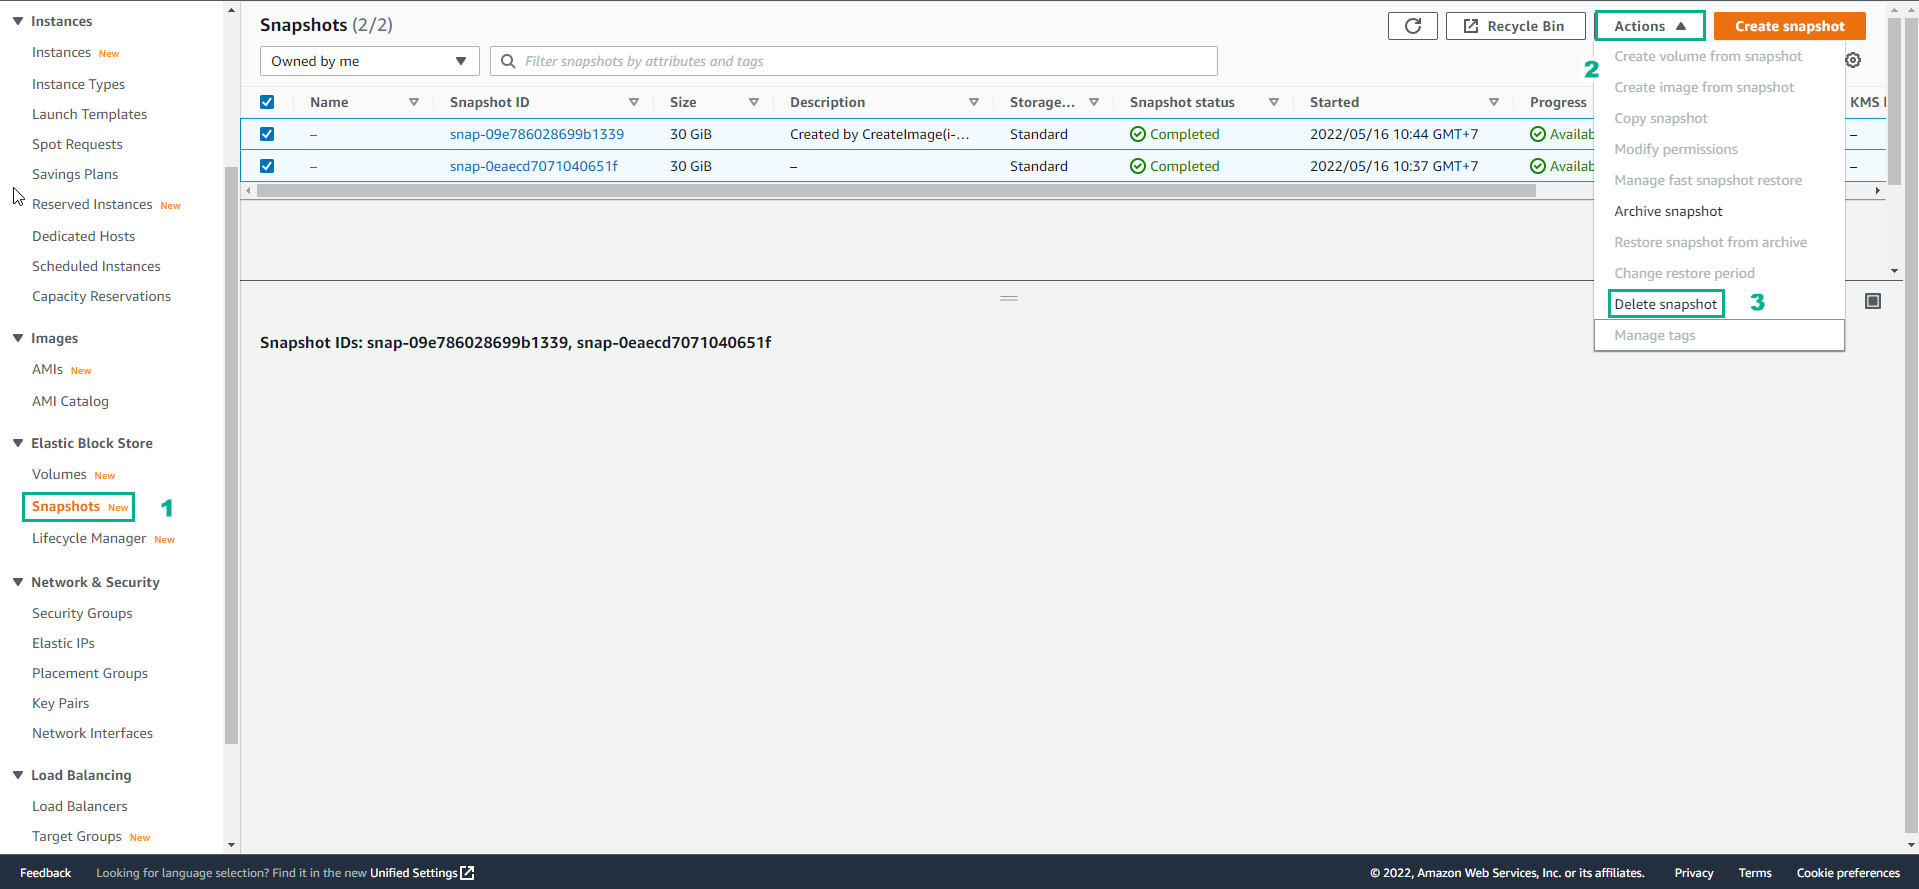 Instances
Instances New
Instance Types
Launch Templates
Spot Requests
Savings Plans
Reserved Instances New
Dedicated Hosts
Scheduled Instances
Capacity Reservations
Images
AMIs New
AMI Catalog
Elastic Block Store
Volumes New
Snapshots New 1
Lifecycle Manager New
Network & Security
Security Groups
Elastic IPs
Placement Groups
Key Pairs
Network Interfaces
Load Balancing
Load Balancers
Target Groups New
Snapshots (2/2)
Recycle Bin
Actions
Create snapshot
Owned by me
Filter snapshots by attributes and tags
2
Name Snapshot ID Size Description Storage... Snapshot status Started Progress KMS
– snap-09e786028699b1339 30 GiB Created by CreateImage(i-... Standard Completed 2022/05/16 10:44 GMT+7 Availab –
– snap-0eaecd7071040651f 30 GiB – Standard Completed 2022/05/16 10:37 GMT+7 Availab –
Create volume from snapshot
Create image from snapshot
Copy snapshot
Modify permissions
Manage fast snapshot restore
Archive snapshot
Restore snapshot from archive
Change restore period
Delete snapshot 3
Manage tags
Snapshot IDs: snap-09e786028699b1339, snap-0eaecd7071040651f
Feedback Looking for language selection? Find it in the new Unified Settings © 2022, Amazon Web Services, Inc. or its affiliates. Privacy Terms Cookie preferences